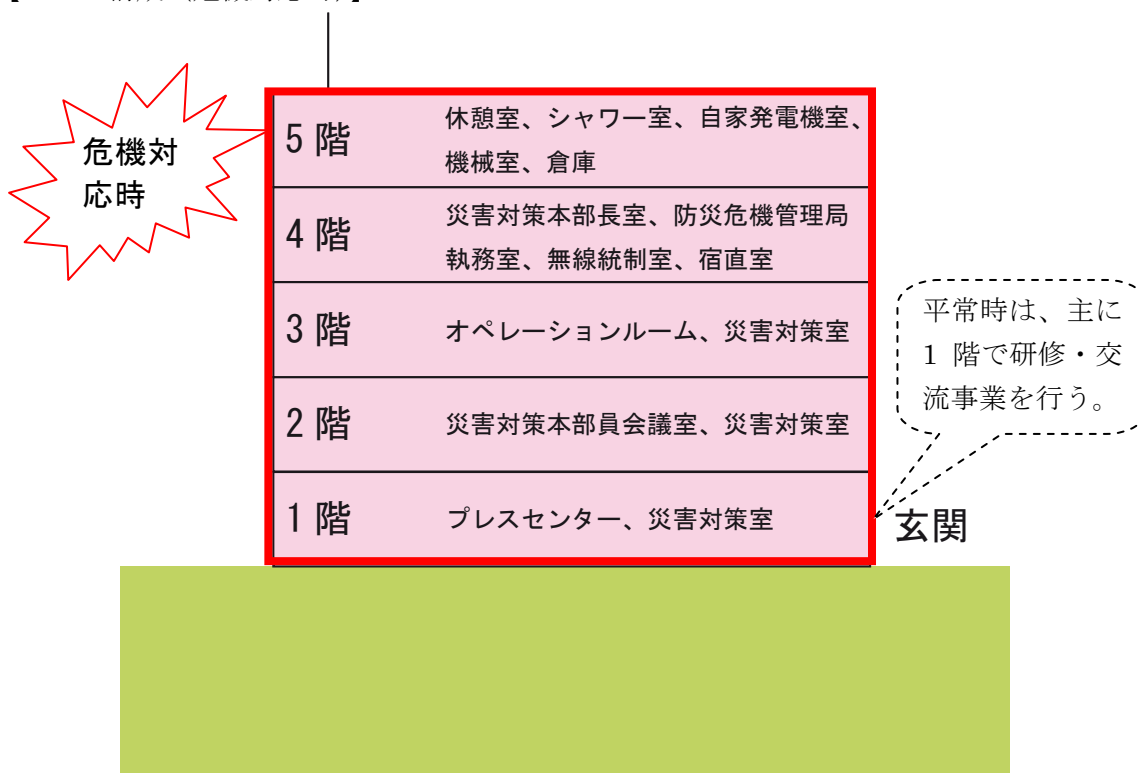 危機対
応時
5 階
休憩室、シャワー室、自家発電機室、
機械室、倉庫
4 階
災害対策本部長室、防災危機管理局
執務室、無線統制室、宿直室
3 階
オペレーションルーム、災害対策室
平常時は、主に
1 階で研修・交
流事業を行う。
2 階
災害対策本部員会議室、災害対策室
1 階
プレスセンター、災害対策室
玄関